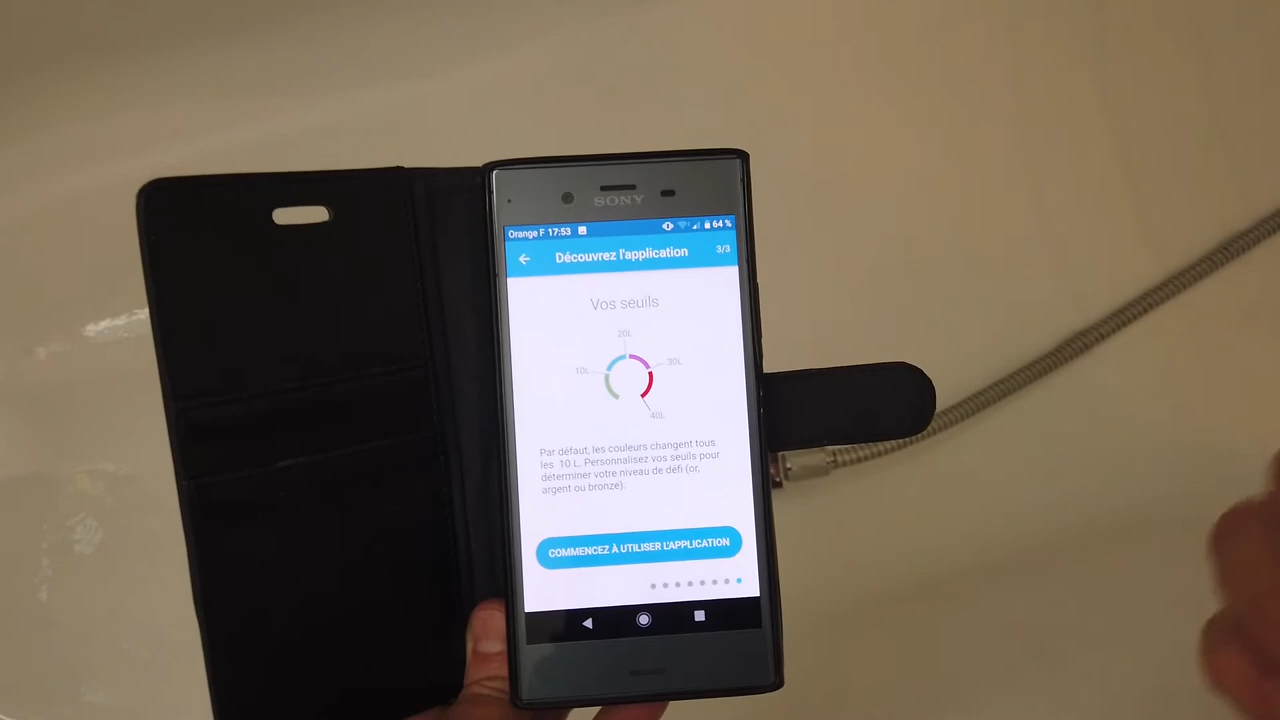 SONY
Orange F 17:53
64 %
Découvrez l'application
3/3
Vos seuils
20L
10L
30L
40L
Par défaut, les couleurs changent tous
les 10 L. Personnalisez vos seuils pour
déterminer votre niveau de défi (or,
argent ou bronze).
COMMENCEZ À UTILISER L'APPLICATION